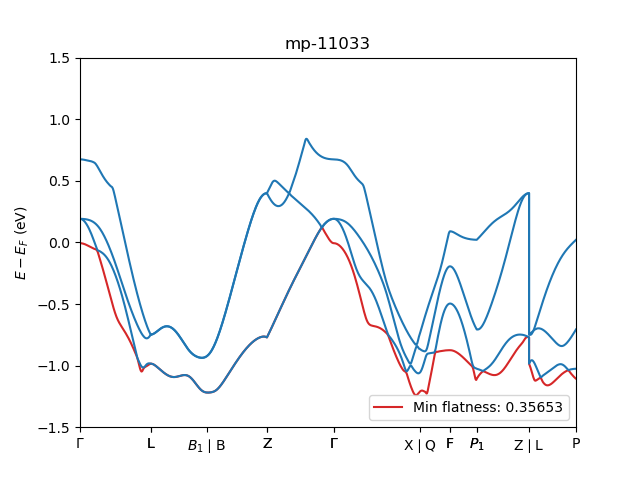 mp-11033
E − E_F (eV)
1.5
1.0
0.5
0.0
−0.5
−1.0
−1.5
Min flatness: 0.35653
Γ L B₁ | B Z Γ X | Q F P₁ Z | L P